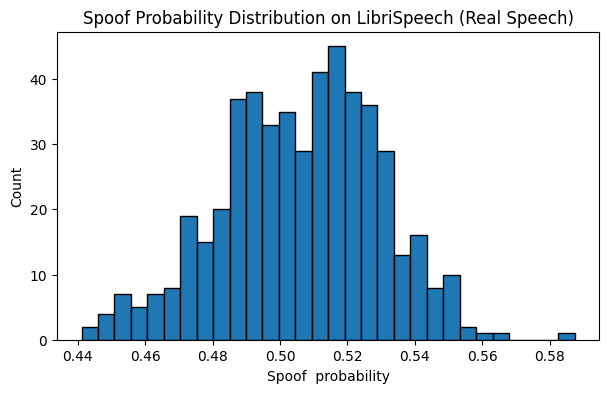 Spoof Probability Distribution on LibriSpeech (Real Speech)
40
30
20
10
0
Count
0.44 0.46 0.48 0.50 0.52 0.54 0.56 0.58
Spoof  probability